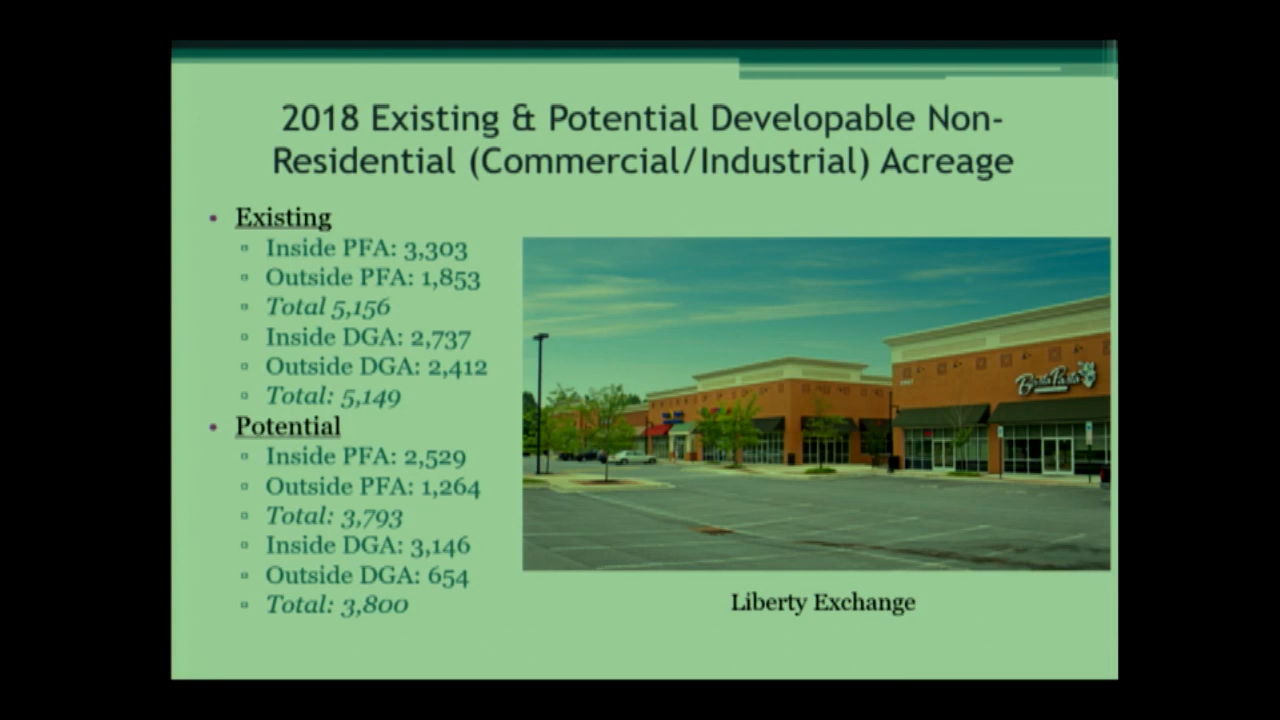 2018 Existing & Potential Developable Non-
Residential (Commercial/Industrial) Acreage
• Existing
▫ Inside PFA: 3,303
▫ Outside PFA: 1,853
▫ Total 5,156
▫ Inside DGA: 2,737
▫ Outside DGA: 2,412
▫ Total: 5,149
• Potential
▫ Inside PFA: 2,529
▫ Outside PFA: 1,264
▫ Total: 3,793
▫ Inside DGA: 3,146
▫ Outside DGA: 654
▫ Total: 3,800
Liberty Exchange